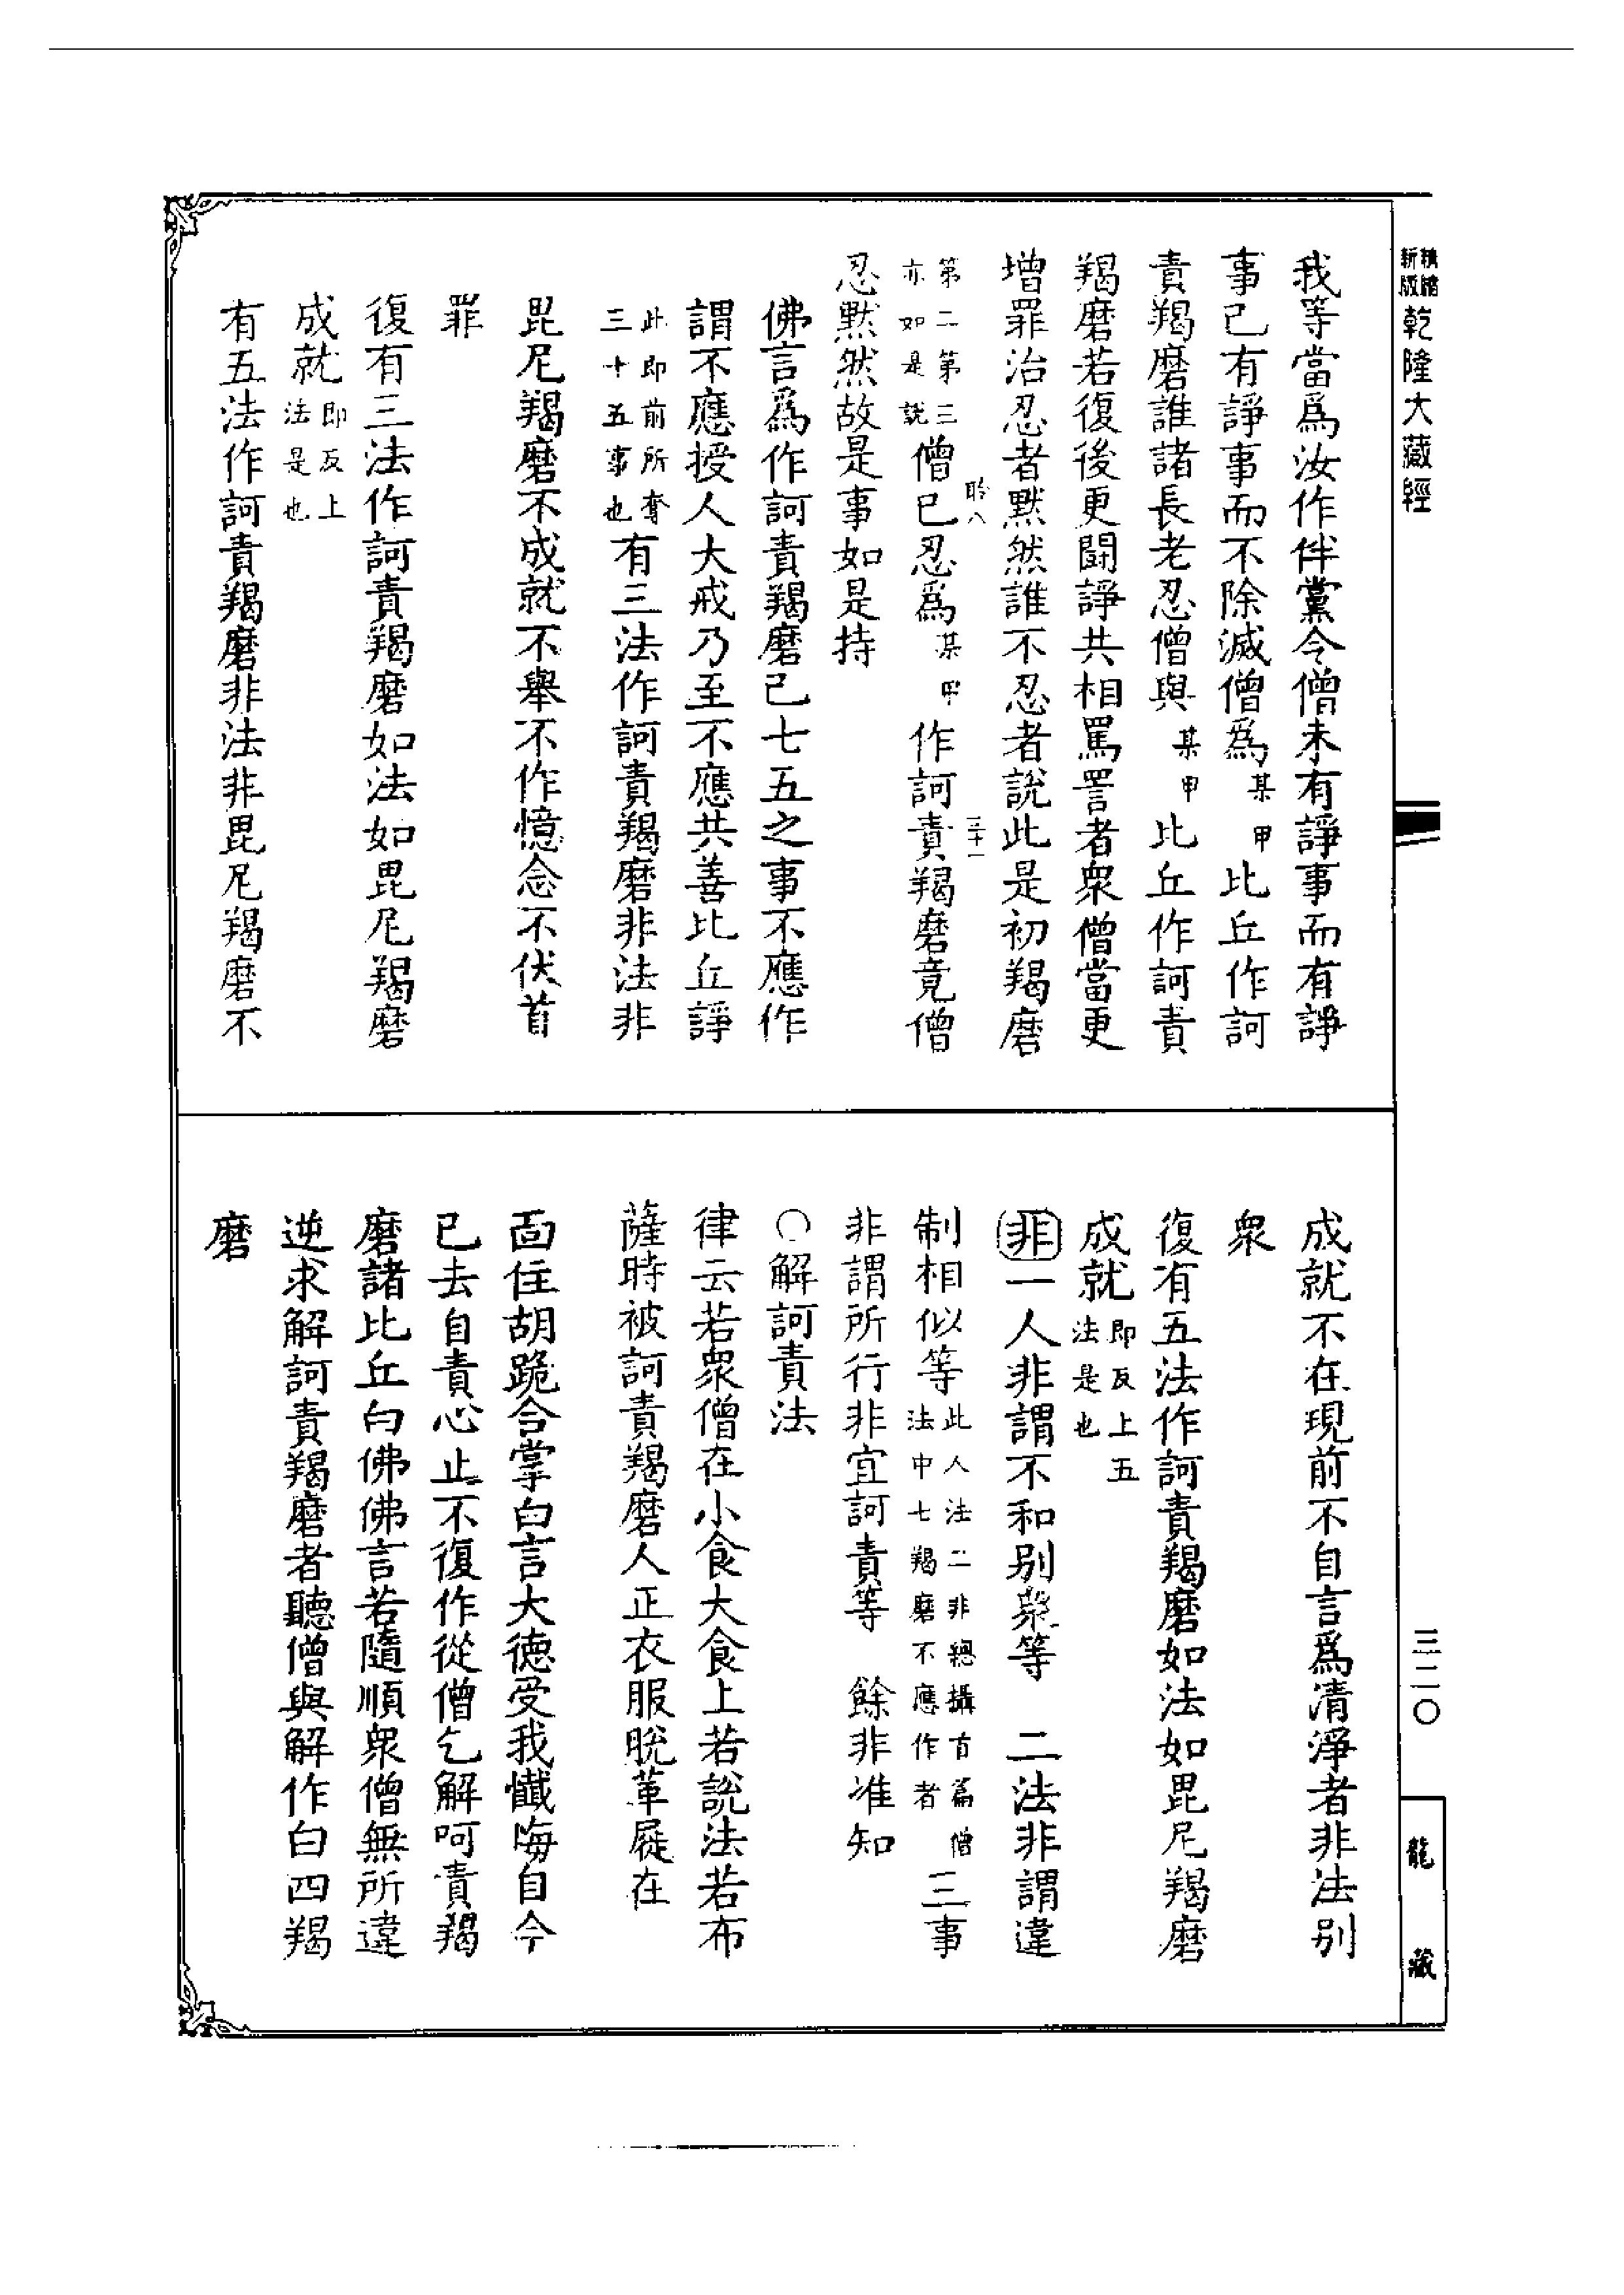 精縮新版乾隆大藏經
我等當爲汝作伴黨今僧未有諍事而有諍
事已有諍事而不除滅僧爲某甲比丘作訶
責羯磨誰諸長老忍僧與某甲比丘作訶責
羯磨若復後更鬪諍共相罵詈者衆僧當更
增罪治忍者黙然誰不忍者說此是初羯磨
聆八 三十一
第二第三亦如是說僧已忍爲某甲作訶責羯磨竟僧
忍黙然故是事如是持
佛言爲作訶責羯磨已七五之事不應作
謂不應授人大戒乃至不應共善比丘諍
此即前所奪三十五事也有三法作訶責羯磨非法非
毘尼羯磨不成就不舉不作憶念不伏首
罪
復有三法作訶責羯磨如法如毘尼羯磨
成就即反上法是也
有五法作訶責羯磨非法非毘尼羯磨不
成就不在現前不自言爲清淨者非法别
衆
復有五法作訶責羯磨如法如毘尼羯磨
成就即反上五法是也
非一人非謂不和别衆等 二法非謂違
制相似等此人法二非總攝首篇僧法中七羯磨不應作者三事
非謂所行非宜訶責等 餘非准知
○解訶責法
律云若衆僧在小食大食上若說法若布
薩時被訶責羯磨人正衣服脫革屣在
面住胡跪合掌白言大德受我懺悔自今
已去自責心止不復作從僧乞解呵責羯
磨諸比丘白佛佛言若隨順衆僧無所違
逆求解訶責羯磨者聽僧與解作白四羯
磨
三二〇
龍藏